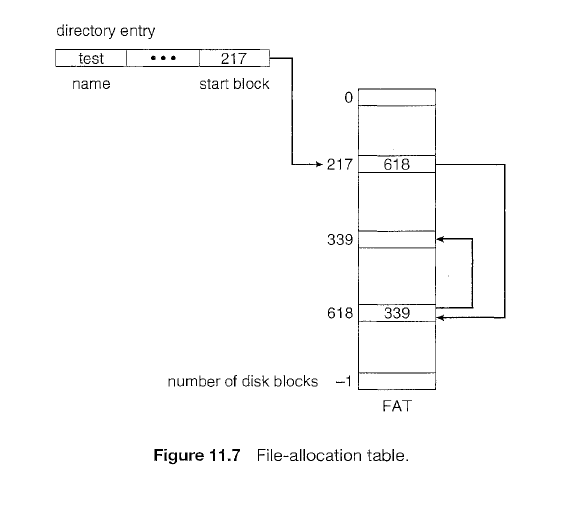 directory entry
test ••• 217
name start block
0
217 618
339
618 339
number of disk blocks –1
FAT
Figure 11.7 File-allocation table.